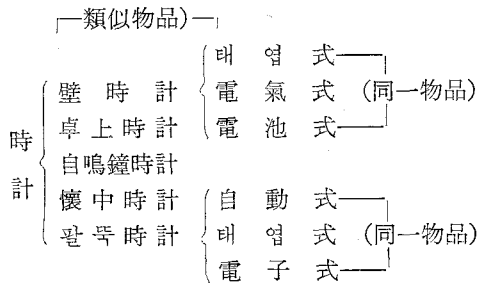 類似物品)
태엽式
壁時計 電氣式 (同一物品)
卓上時計 電池式
時計
自鳴鐘時計
懷中時計 自動式
팔뚝時計 태엽式 (同一物品)
電子式